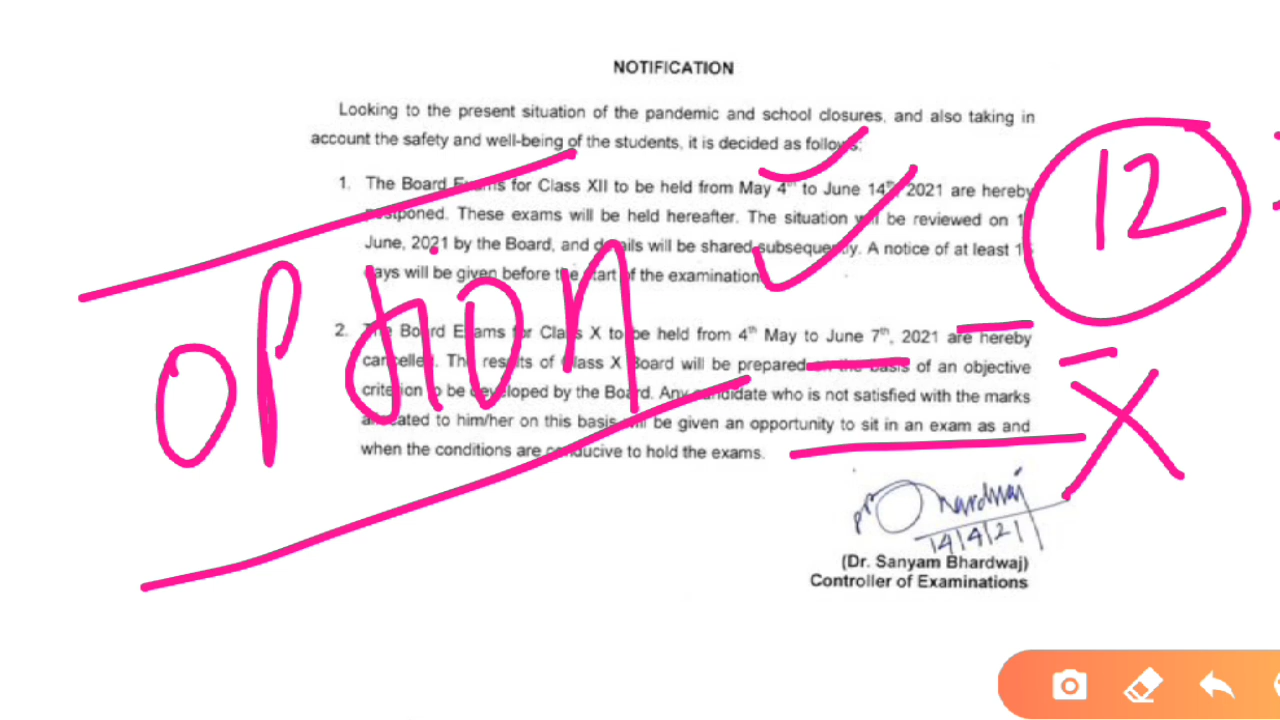 NOTIFICATION
Looking to the present situation of the pandemic and school closures, and also taking in
account the safety and well-being of the students, it is decided as follows:
1. The Board Exams for Class XII to be held from May 4th to June 14th, 2021 are hereby
postponed. These exams will be held hereafter. The situation will be reviewed on
June, 2021 by the Board, and details will be shared subsequently. A notice of at least
days will be given before the start of the examination
2. The Board Exams for Class X to be held from 4th May to June 7th, 2021 are hereby
cancelled. The results of Class X Board will be prepared on the basis of an objective
criterion to be developed by the Board. Any candidate who is not satisfied with the marks
allocated to him/her on this basis will be given an opportunity to sit in an exam as and
when the conditions are conducive to hold the exams.
12
option
X
Bhardwaj
14/4/21
(Dr. Sanyam Bhardwaj)
Controller of Examinations